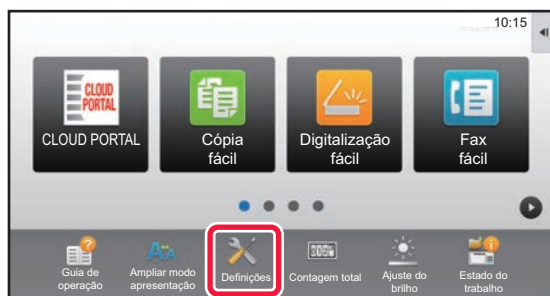 10:15
CLOUD
PORTAL
CLOUD PORTAL
Cópia
fácil
Digitalização
fácil
Fax
fácil
Guia de
operação
Ampliar modo
apresentação
Definições
Contagem total
Ajuste do
brilho
Estado do
trabalho